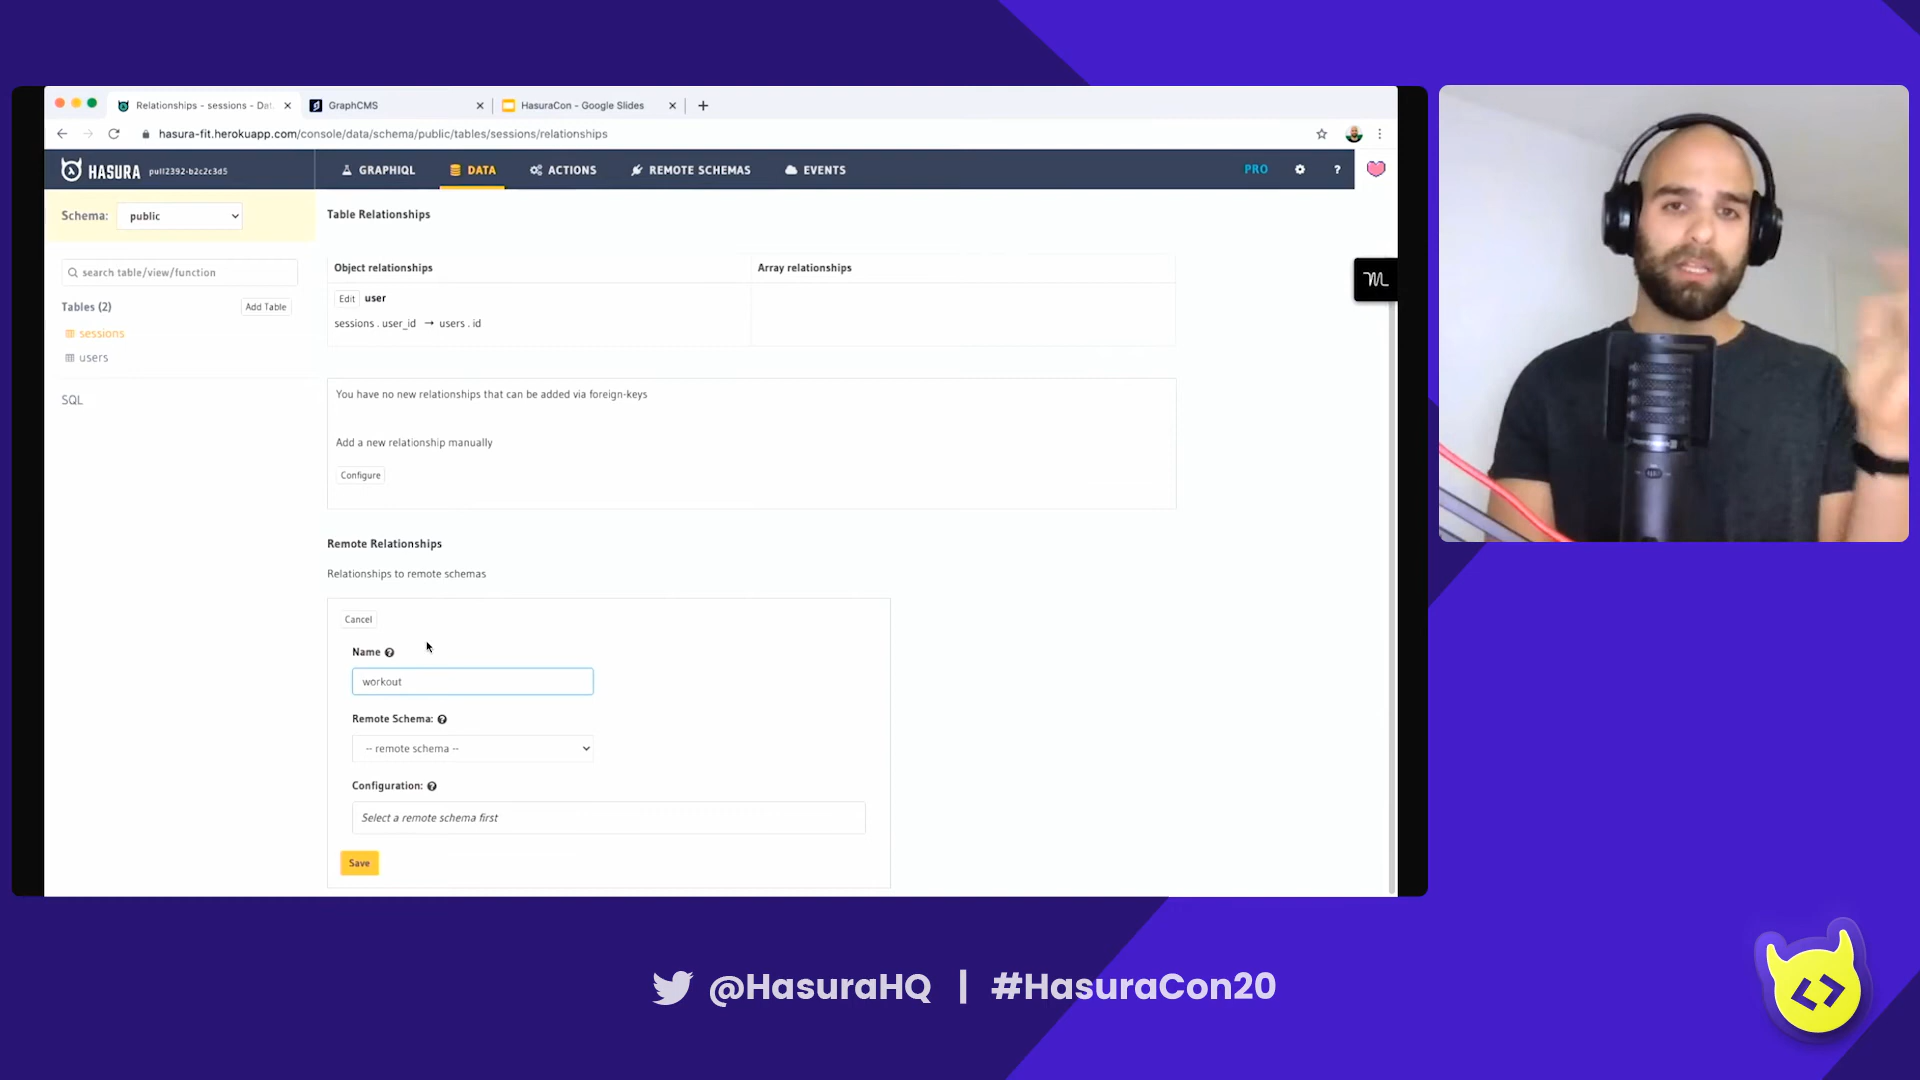 Relationships - sessions - Dat
GraphCMS
HasuraCon - Google Slides
hasura-fit.herokuapp.com/console/data/schema/public/tables/sessions/relationships
HASURA pull2392-b2c2c3d5
GRAPHIQL
DATA
ACTIONS
REMOTE SCHEMAS
EVENTS
PRO
?
Schema: public
search table/view/function
Tables (2)
Add Table
sessions
users
SQL
Table Relationships
Object relationships
Array relationships
Edit user
sessions . user_id → users . id
You have no new relationships that can be added via foreign-keys
Add a new relationship manually
Configure
Remote Relationships
Relationships to remote schemas
Cancel
Name ?
workout
Remote Schema: ?
-- remote schema --
Configuration: ?
Select a remote schema first
Save
@HasuraHQ | #HasuraCon20